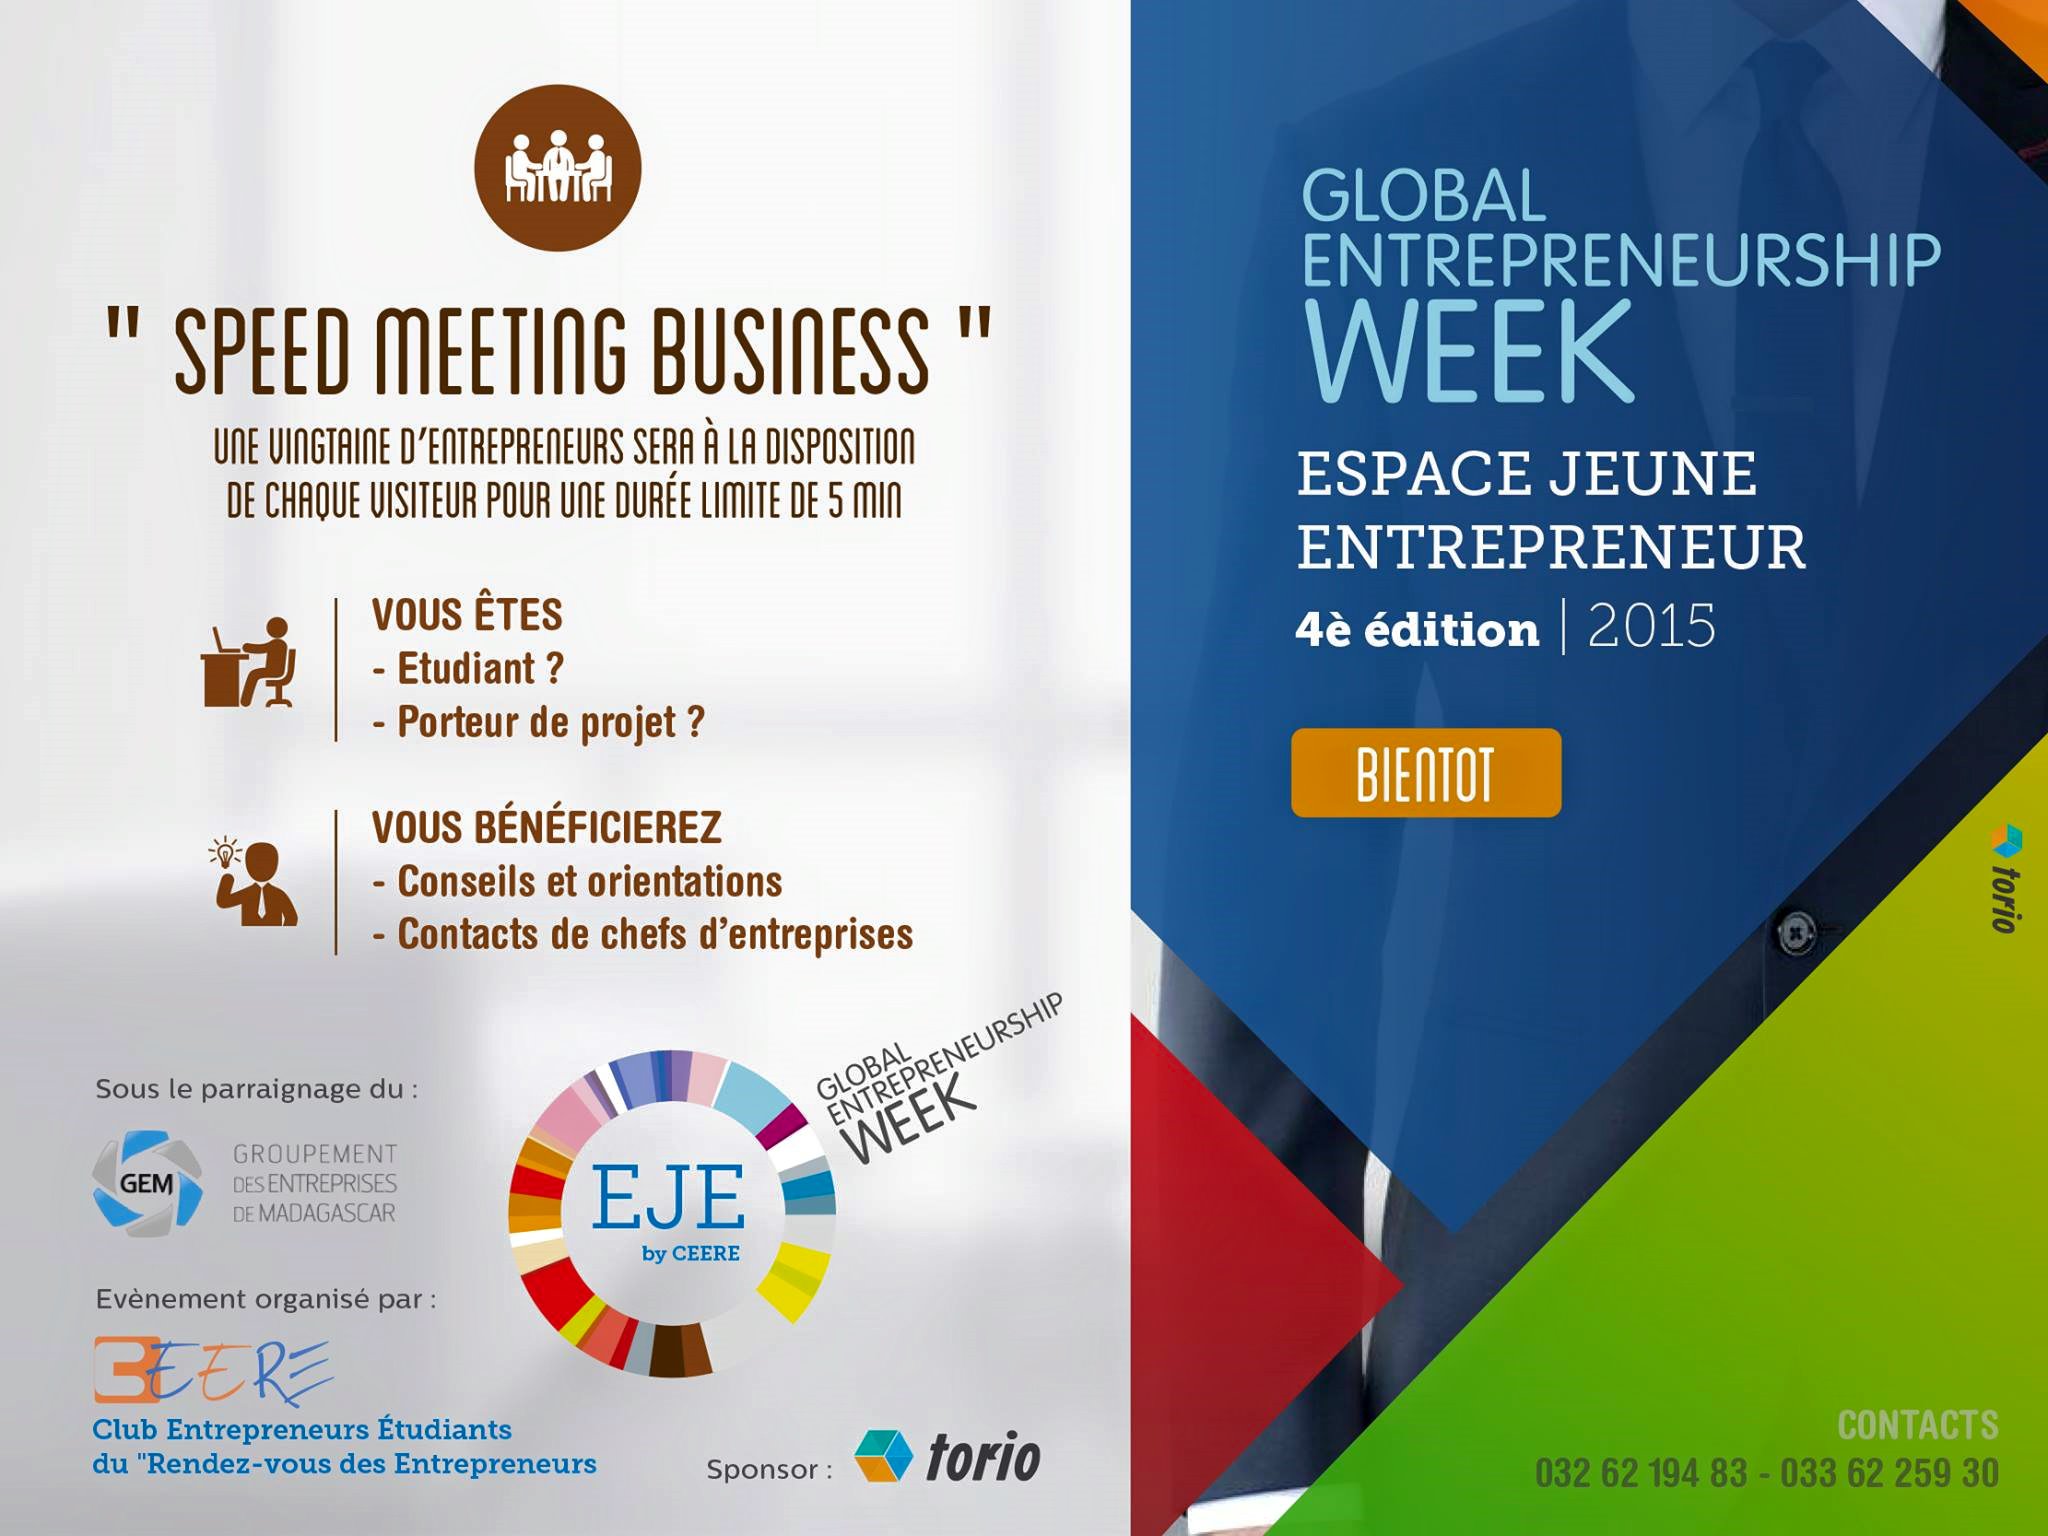 " SPEED MEETING BUSINESS "
UNE VINGTAINE D'ENTREPRENEURS SERA À LA DISPOSITION
DE CHAQUE VISITEUR POUR UNE DURÉE LIMITE DE 5 MIN
VOUS ÊTES
- Etudiant ?
- Porteur de projet ?
VOUS BÉNÉFICIEREZ
- Conseils et orientations
- Contacts de chefs d'entreprises
Sous le parraignage du :
GEM
GROUPEMENT
DES ENTREPRISES
DE MADAGASCAR
Evènement organisé par :
CEERE
Club Entrepreneurs Étudiants
du "Rendez-vous des Entrepreneurs
EJE
by CEERE
GLOBAL
ENTREPRENEURSHIP
WEEK
Sponsor :
torio
GLOBAL
ENTREPRENEURSHIP
WEEK
ESPACE JEUNE
ENTREPRENEUR
4è édition | 2015
BIENTOT
torio
CONTACTS
032 62 194 83 - 033 62 259 30